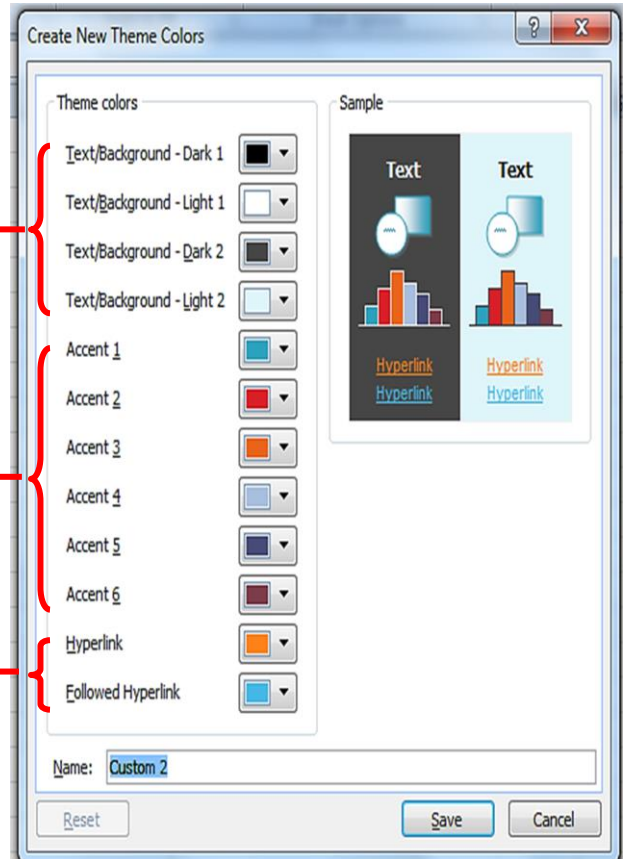 Create New Theme Colors
Theme colors
Sample
Text/Background - Dark 1
Text/Background - Light 1
Text/Background - Dark 2
Text/Background - Light 2
Accent 1
Accent 2
Accent 3
Accent 4
Accent 5
Accent 6
Hyperlink
Followed Hyperlink
Text Text
Hyperlink Hyperlink
Hyperlink Hyperlink
Name: Custom 2
Reset Save Cancel